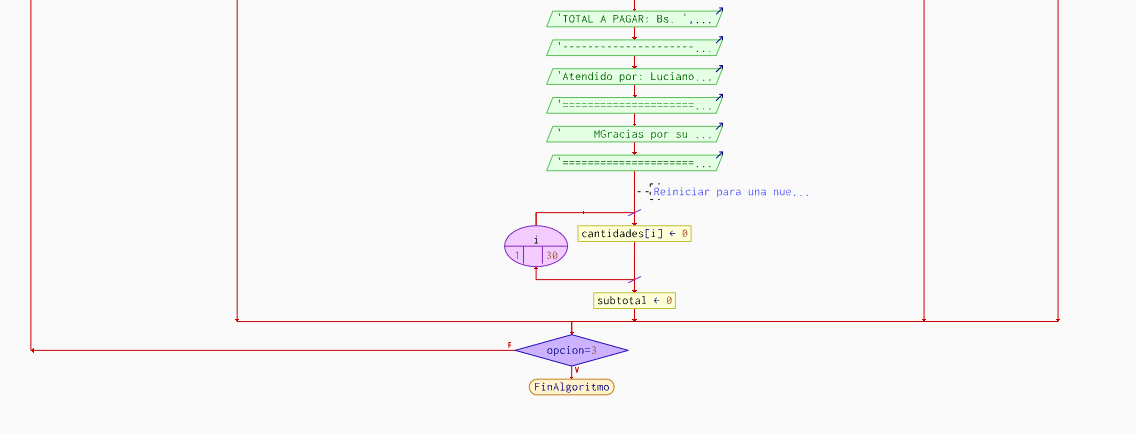 'TOTAL A PAGAR: Bs. ',...
'---------------------...
'Atendido por: Luciano...
'=====================...
'     MGracias por su ...
'=====================...
Reiniciar para una nue...
i
1 30
cantidades[i] ← 0
subtotal ← 0
F
opcion=3
V
FinAlgoritmo